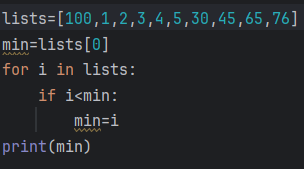 lists=[100,1,2,3,4,5,30,45,65,76]
min=lists[0]
for i in lists:
    if i<min:
        min=i
print(min)